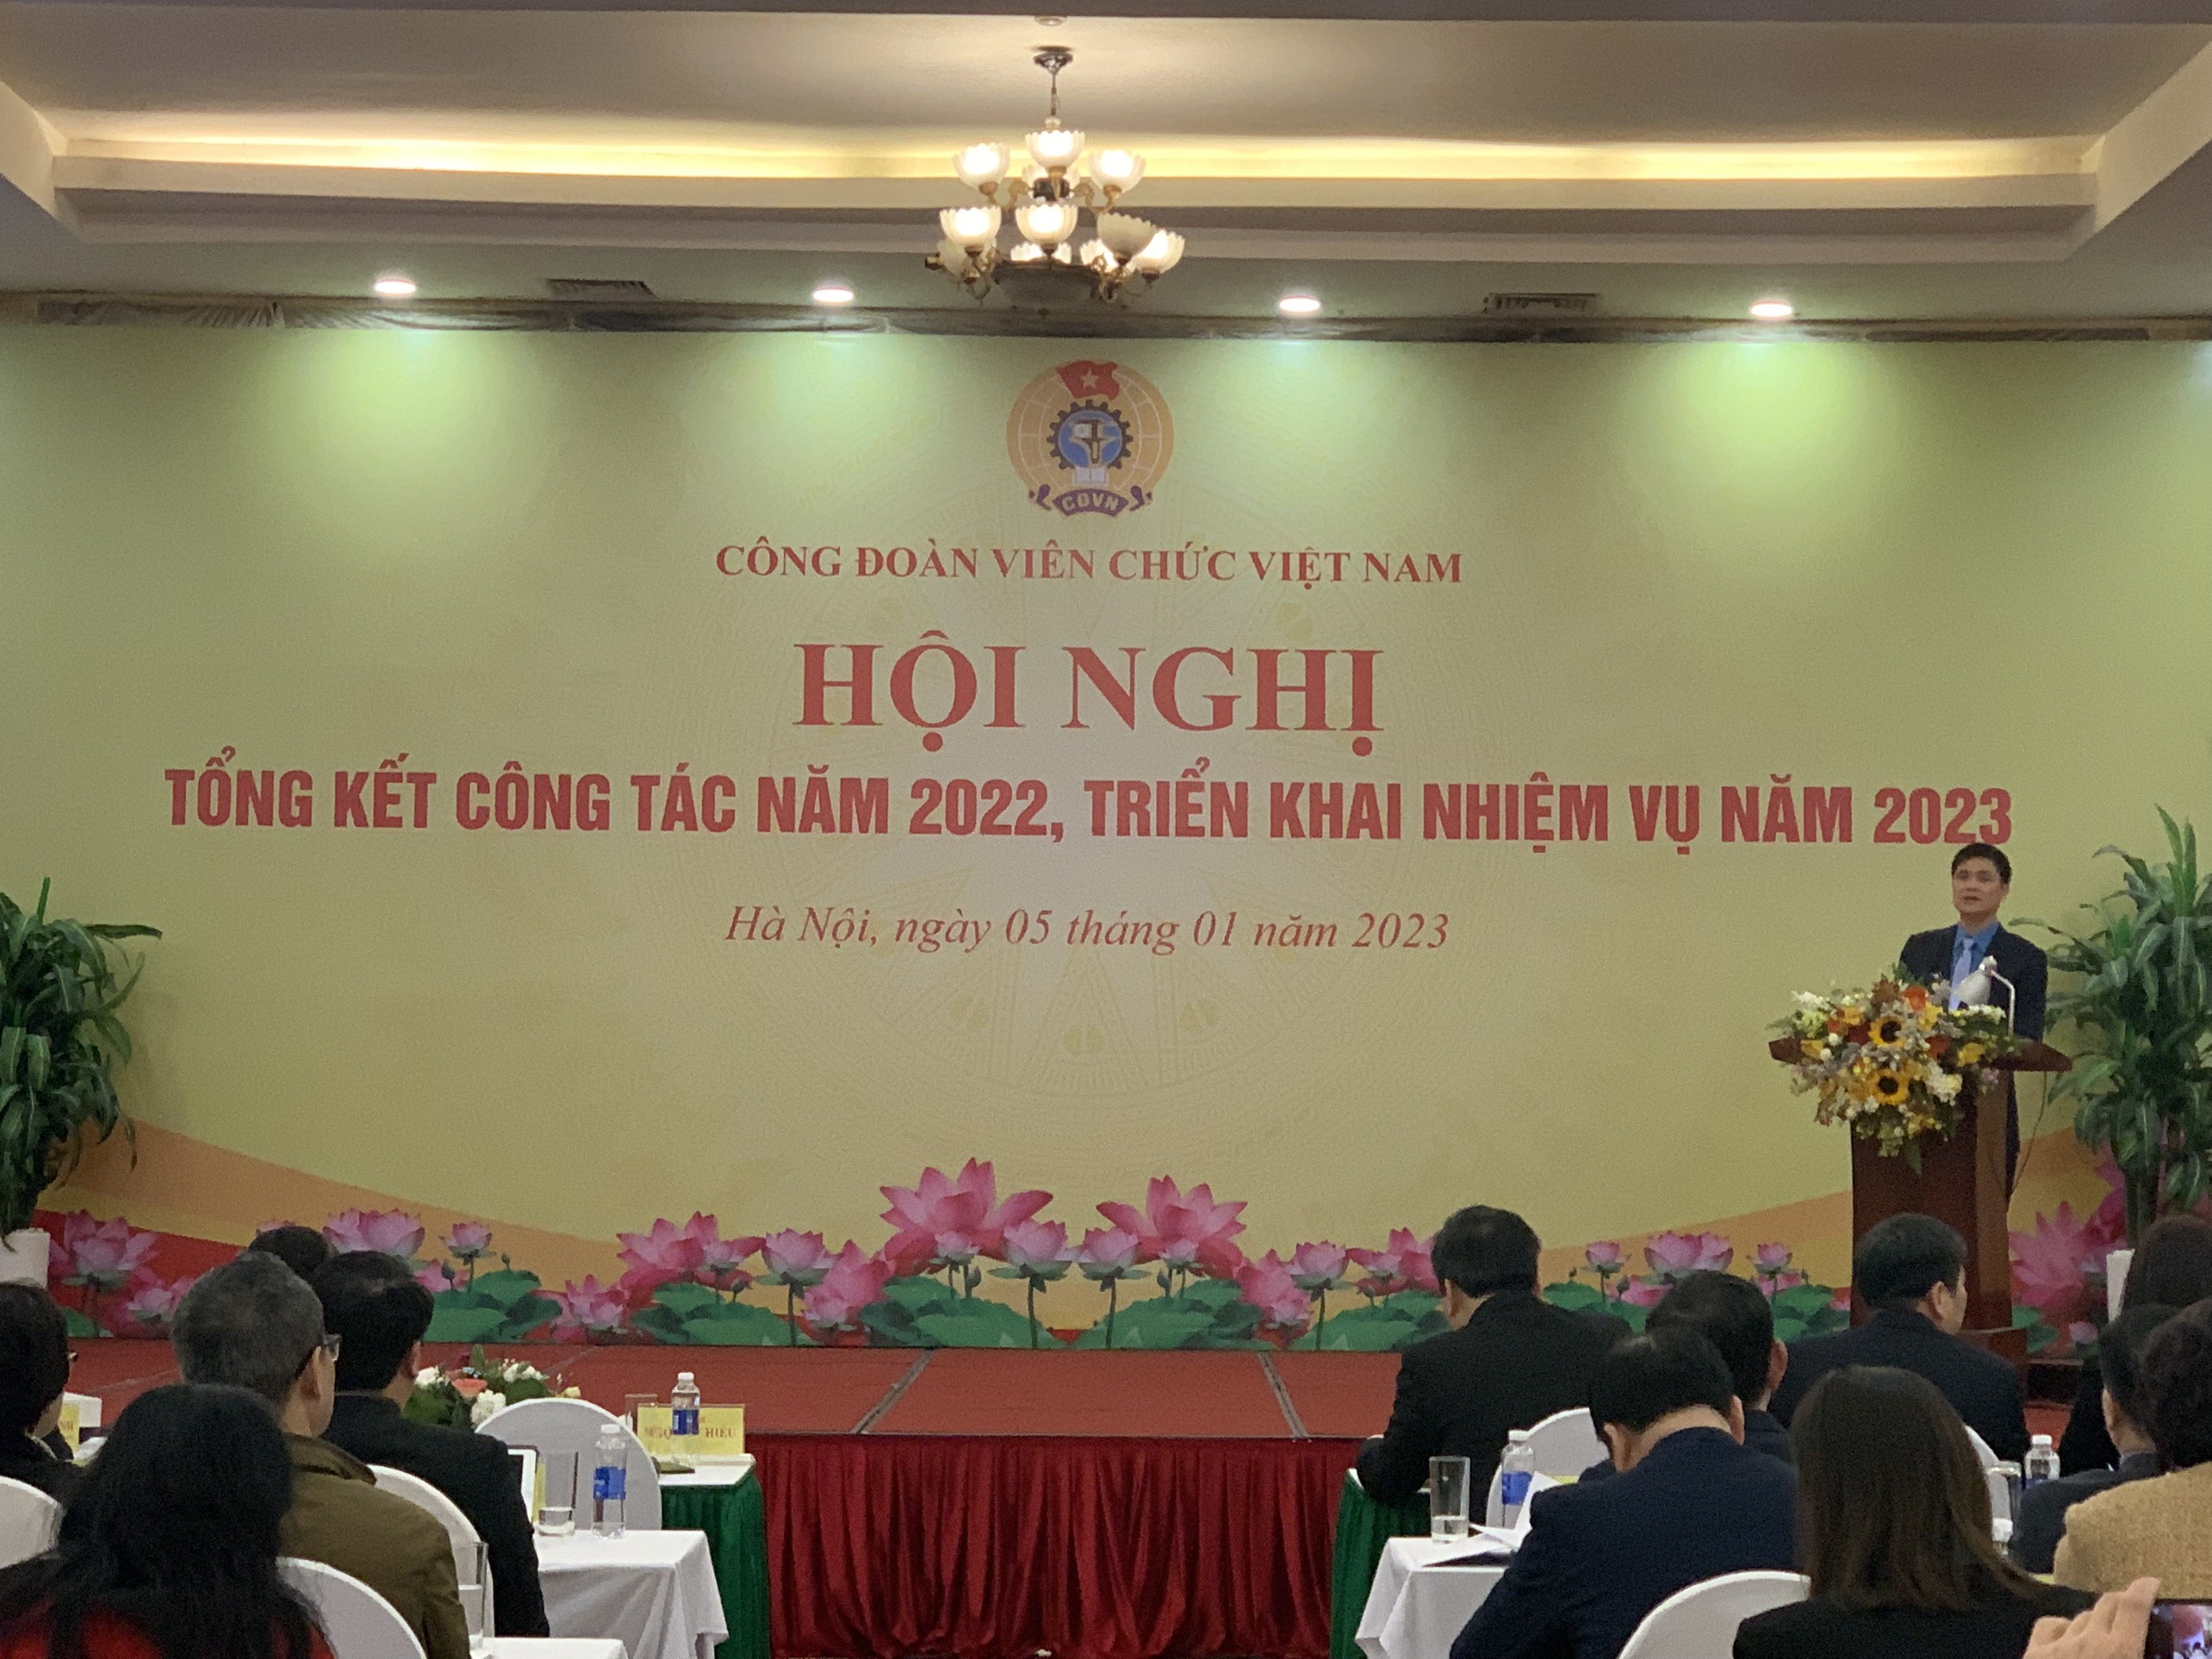 CĐVN
CÔNG ĐOÀN VIÊN CHỨC VIỆT NAM
HỘI NGHỊ
TỔNG KẾT CÔNG TÁC NĂM 2022, TRIỂN KHAI NHIỆM VỤ NĂM 2023
Hà Nội, ngày 05 tháng 01 năm 2023
HIẾU